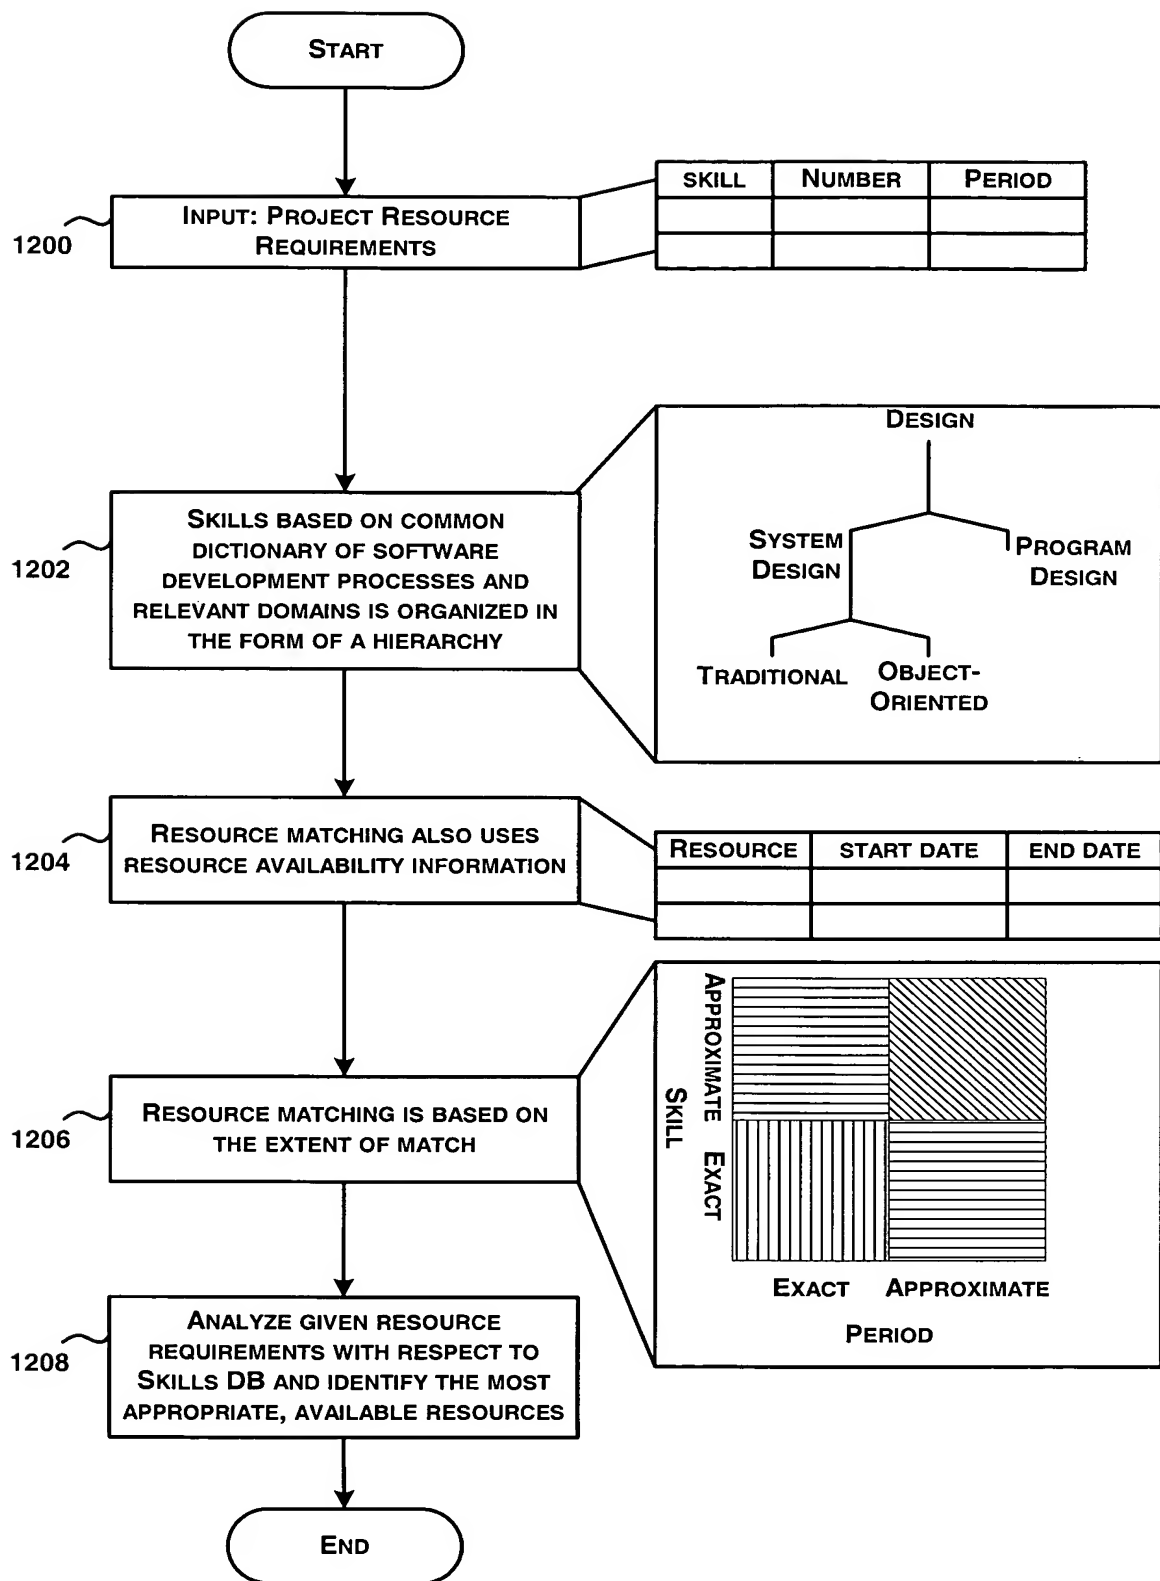 START
1200
INPUT: PROJECT RESOURCE
REQUIREMENTS
SKILL NUMBER PERIOD
1202
SKILLS BASED ON COMMON
DICTIONARY OF SOFTWARE
DEVELOPMENT PROCESSES AND
RELEVANT DOMAINS IS ORGANIZED IN
THE FORM OF A HIERARCHY
DESIGN
SYSTEM
DESIGN
PROGRAM
DESIGN
TRADITIONAL
OBJECT-
ORIENTED
1204
RESOURCE MATCHING ALSO USES
RESOURCE AVAILABILITY INFORMATION
RESOURCE START DATE END DATE
1206
RESOURCE MATCHING IS BASED ON
THE EXTENT OF MATCH
APPROXIMATE EXACT
SKILL
EXACT APPROXIMATE
PERIOD
1208
ANALYZE GIVEN RESOURCE
REQUIREMENTS WITH RESPECT TO
SKILLS DB AND IDENTIFY THE MOST
APPROPRIATE, AVAILABLE RESOURCES
END